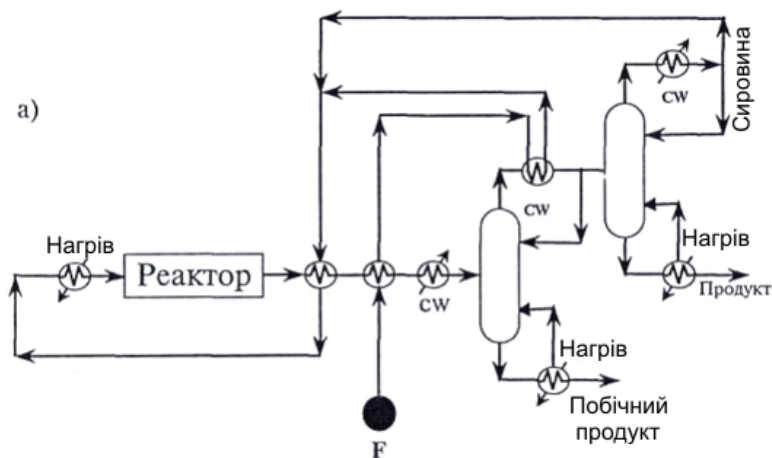 а)
Сировина
cw
cw
Нагрів
Реактор
cw
Нагрів
Продукт
Нагрів
Побічний
продукт
F